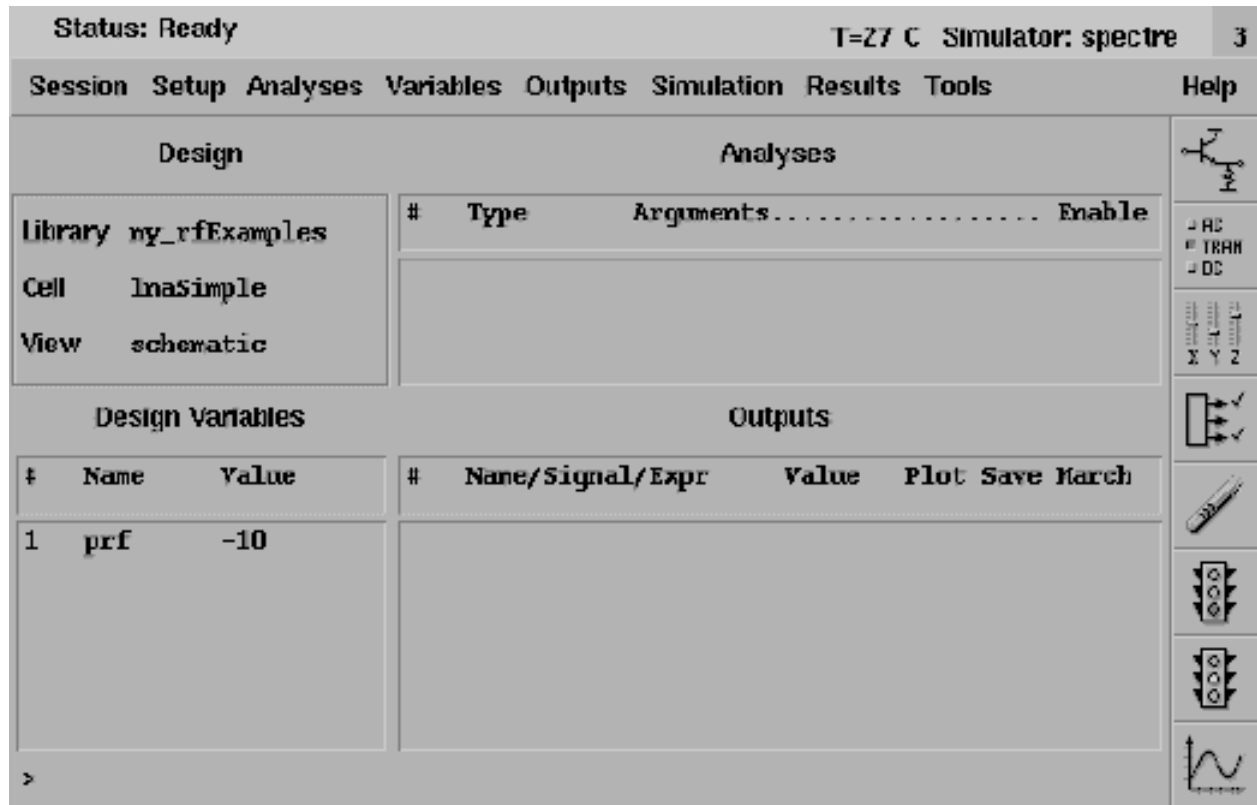 Status: Ready T=27 C Simulator: spectre 3
Session Setup Analyses Variables Outputs Simulation Results Tools Help
Design
Analyses
Library my_rfExamples
Cell lnaSimple
View schematic
# Type Arguments................... Enable
Design Variables
Outputs
# Name Value
# Name/Signal/Expr Value Plot Save March
1 prf -10
>
AC
TRAN
DC
X Y Z